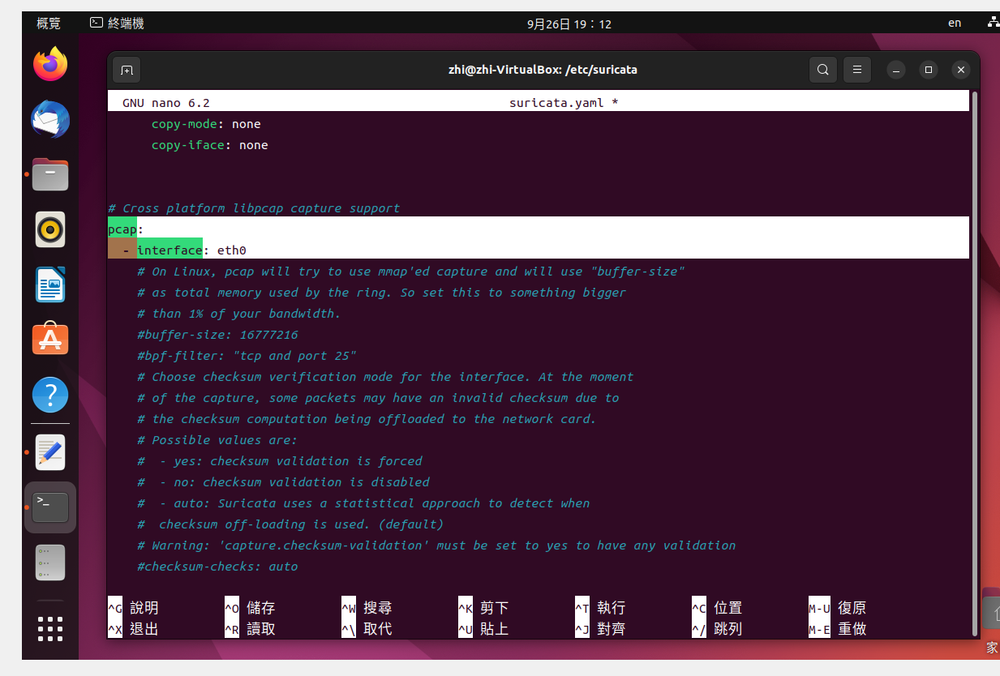 概覽 終端機 9月26日 19：12 en
zhi@zhi-VirtualBox: /etc/suricata
GNU nano 6.2 suricata.yaml *
copy-mode: none
copy-iface: none
# Cross platform libpcap capture support
pcap:
- interface: eth0
# On Linux, pcap will try to use mmap'ed capture and will use "buffer-size"
# as total memory used by the ring. So set this to something bigger
# than 1% of your bandwidth.
#buffer-size: 16777216
#bpf-filter: "tcp and port 25"
# Choose checksum verification mode for the interface. At the moment
# of the capture, some packets may have an invalid checksum due to
# the checksum computation being offloaded to the network card.
# Possible values are:
#  - yes: checksum validation is forced
#  - no: checksum validation is disabled
#  - auto: Suricata uses a statistical approach to detect when
#  checksum off-loading is used. (default)
# Warning: 'capture.checksum-validation' must be set to yes to have any validation
#checksum-checks: auto
^G 說明 ^O 儲存 ^W 搜尋 ^K 剪下 ^T 執行 ^C 位置 M-U 復原
^X 退出 ^R 讀取 ^\ 取代 ^U 貼上 ^J 對齊 ^/ 跳列 M-E 重做
家